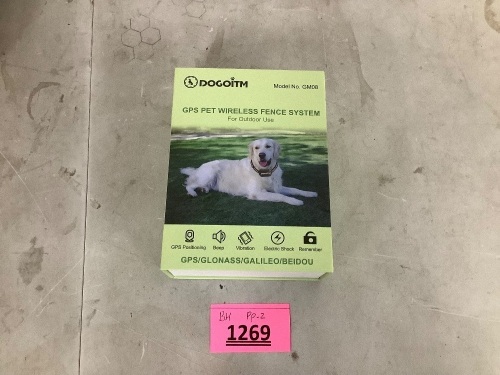 DOGOITM
Model No. GM08
GPS PET WIRELESS FENCE SYSTEM
For Outdoor Use
GPS Positioning Beep Vibration Electric Shock Remember
GPS/GLONASS/GALILEO/BEIDOU
BH PP-2
1269